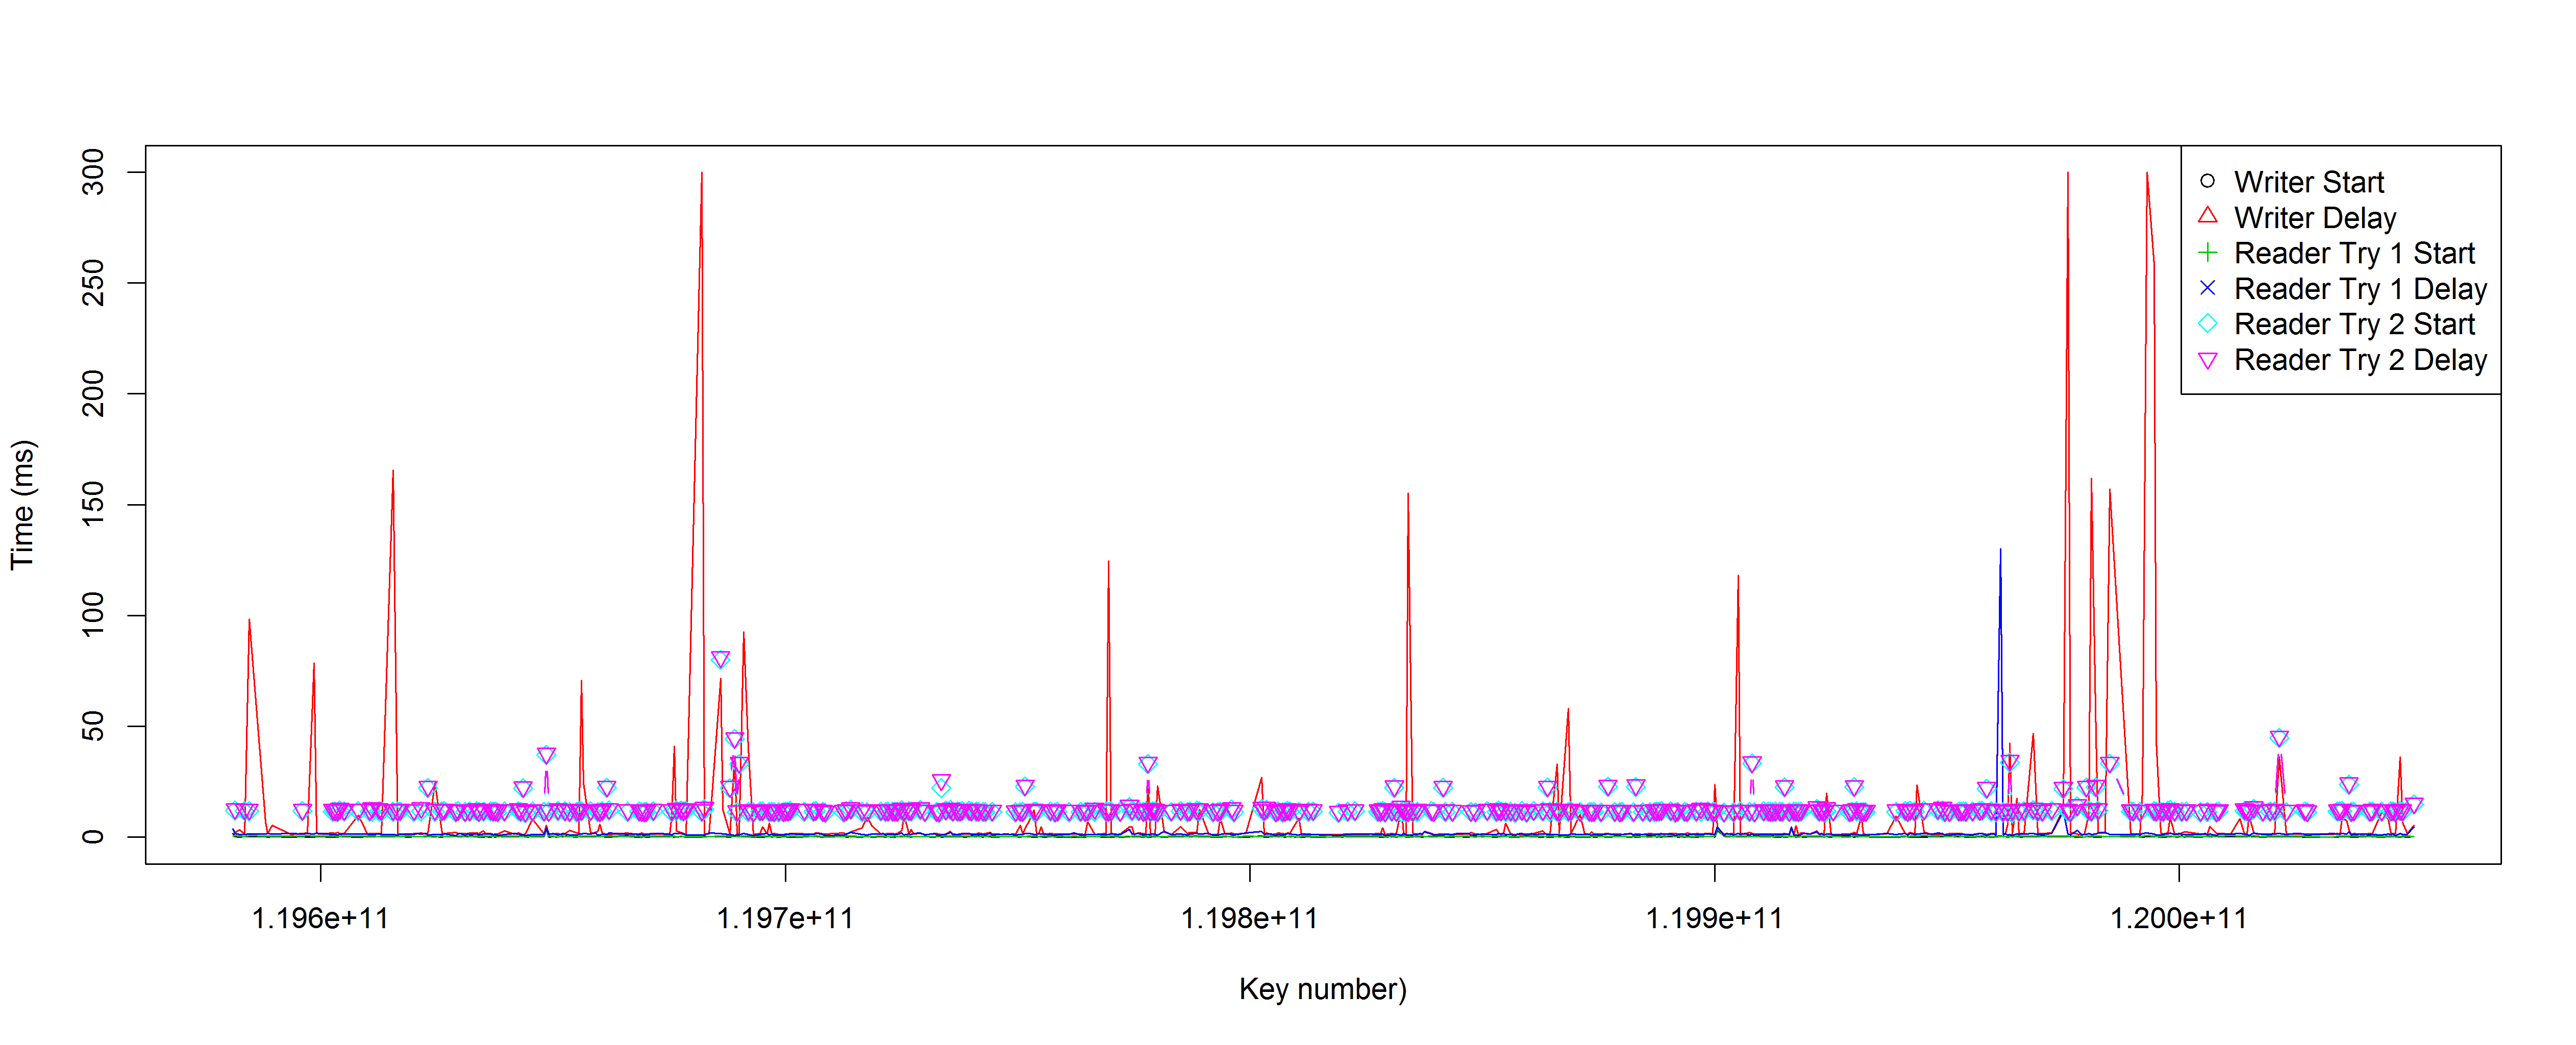 300
250
200
150
100
50
0
Time (ms)
Writer Start
Writer Delay
Reader Try 1 Start
Reader Try 1 Delay
Reader Try 2 Start
Reader Try 2 Delay
1.196e+11 1.197e+11 1.198e+11 1.199e+11 1.200e+11
Key number)